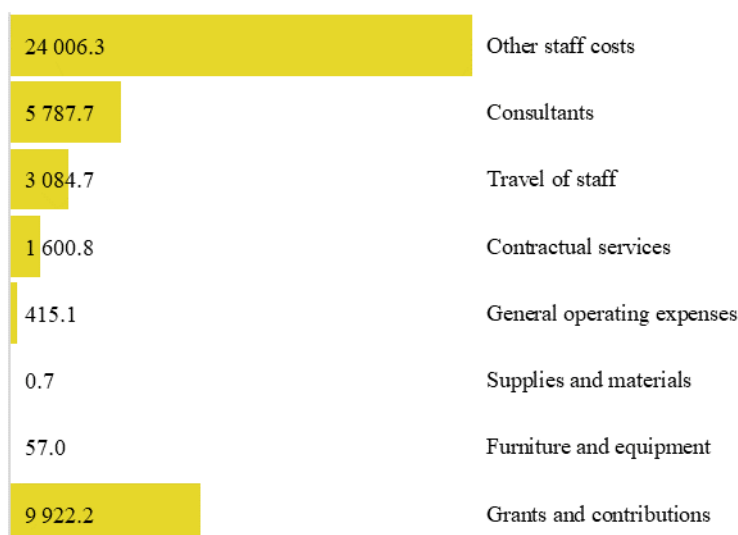 24 006.3 Other staff costs
5 787.7 Consultants
3 084.7 Travel of staff
1 600.8 Contractual services
415.1 General operating expenses
0.7 Supplies and materials
57.0 Furniture and equipment
9 922.2 Grants and contributions